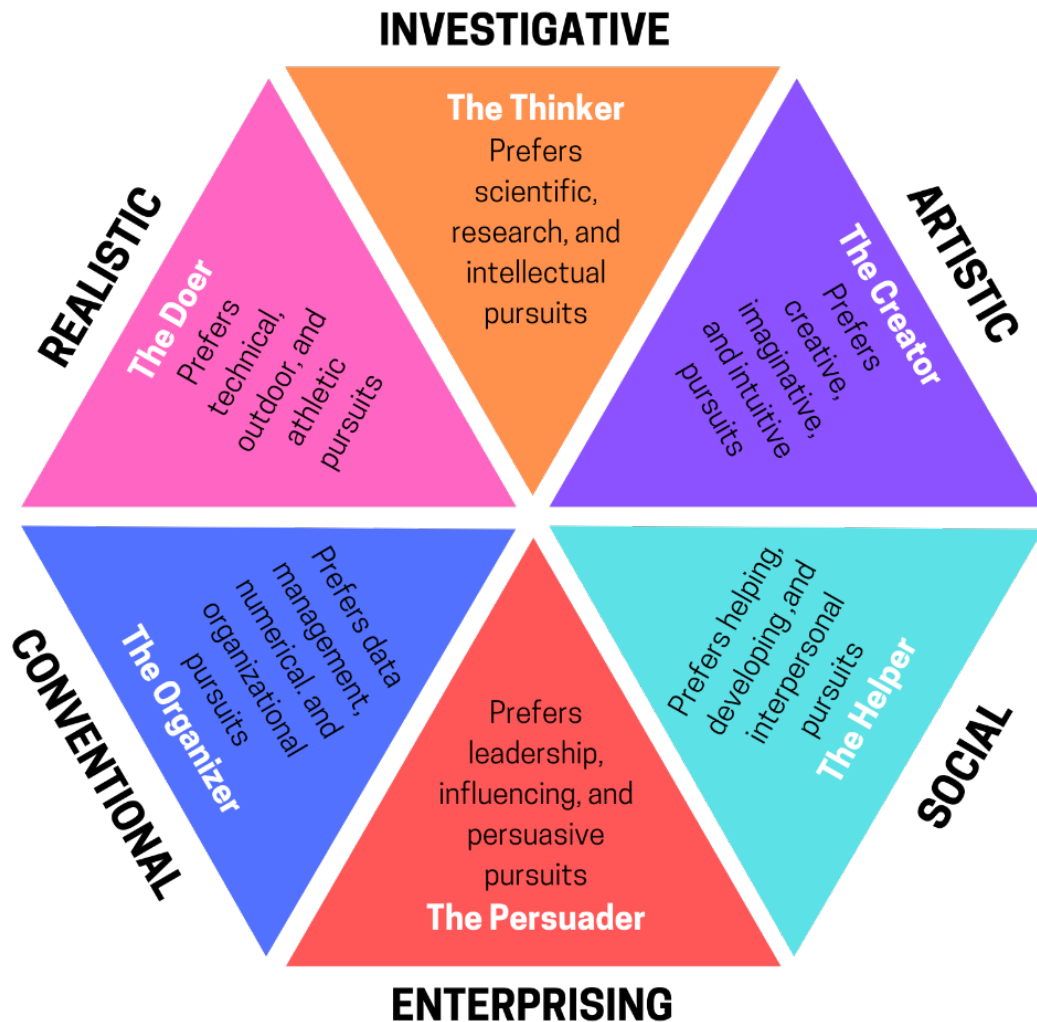 INVESTIGATIVE
The Thinker
Prefers
scientific,
research, and
intellectual
pursuits
ARTISTIC
The Creator
Prefers
creative,
imaginative,
and intuitive
pursuits
SOCIAL
Prefers helping,
developing ,and
interpersonal
pursuits
The Helper
ENTERPRISING
Prefers
leadership,
influencing, and
persuasive
pursuits
The Persuader
CONVENTIONAL
Prefers data
management,
numerical. and
organizational
pursuits
The Organizer
REALISTIC
The Doer
Prefers
technical,
outdoor, and
athletic
pursuits